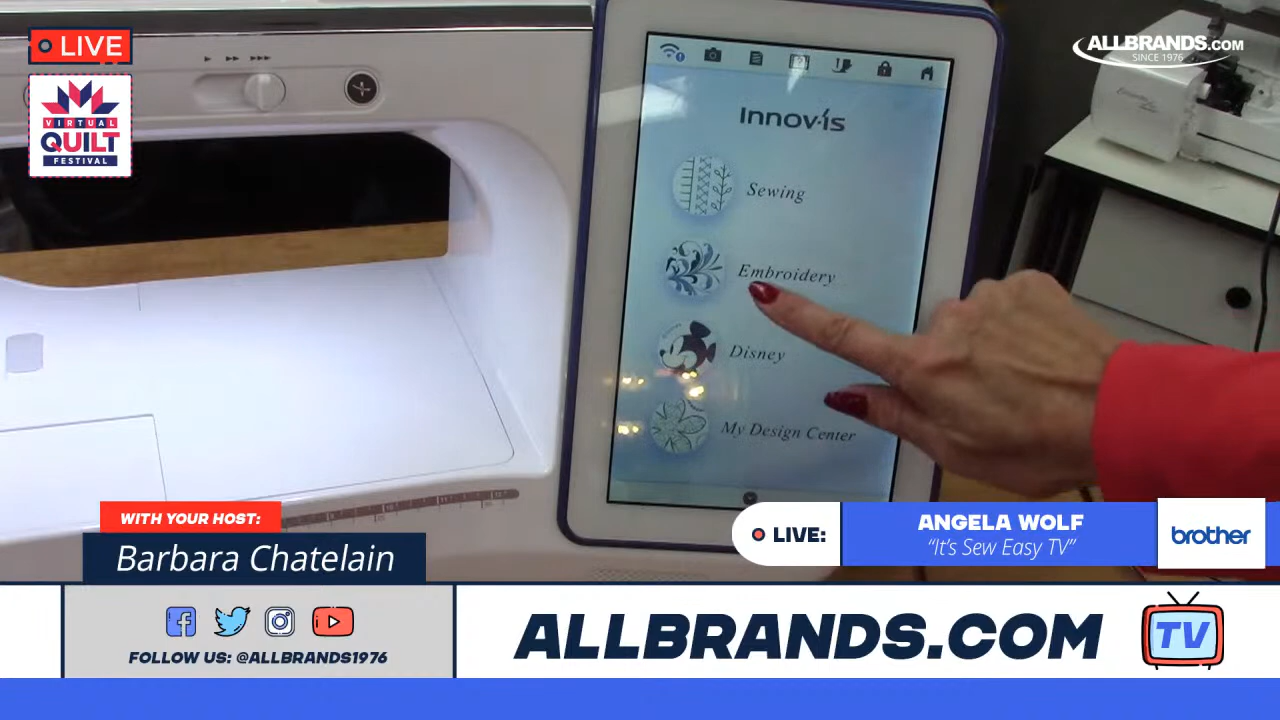 LIVE
VIRTUAL
QUILT
FESTIVAL
ALLBRANDS.COM
SINCE 1976
INNOV-ÍS
Sewing
Embroidery
Disney
My Design Center
WITH YOUR HOST:
Barbara Chatelain
LIVE:
ANGELA WOLF
"It's Sew Easy TV"
brother
FOLLOW US: @ALLBRANDS1976
ALLBRANDS.COM
TV